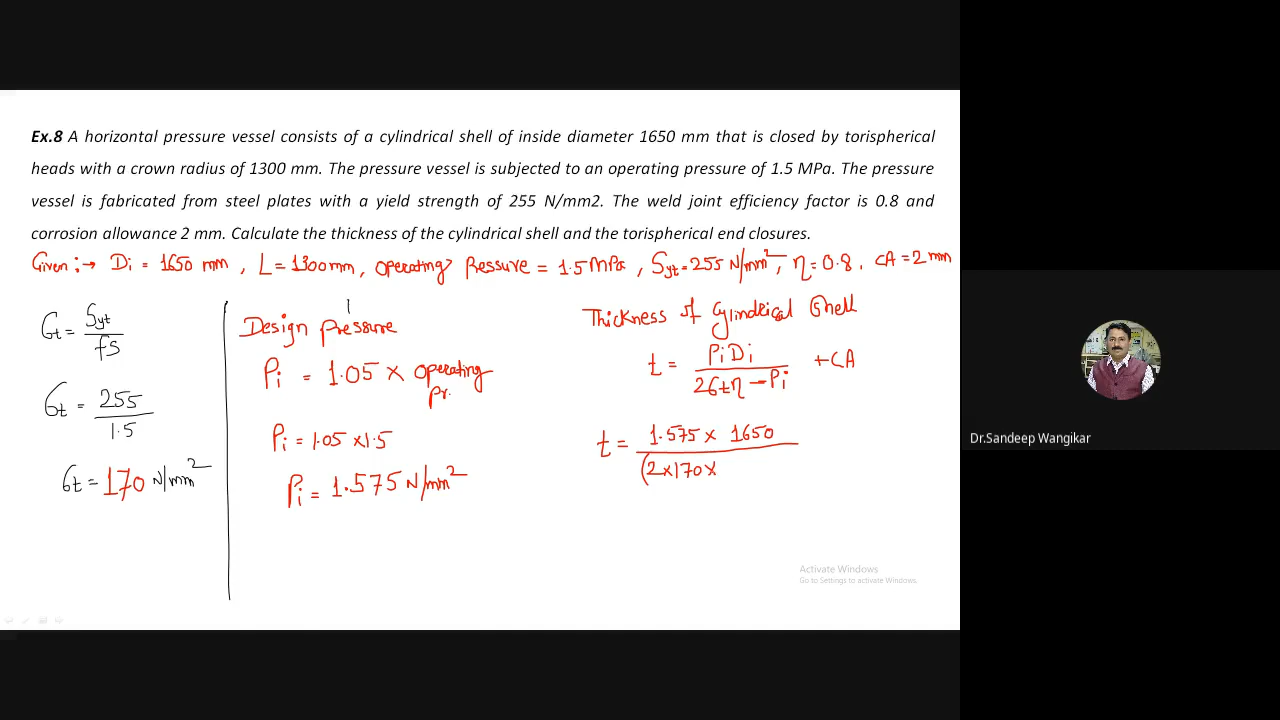 Ex.8 A horizontal pressure vessel consists of a cylindrical shell of inside diameter 1650 mm that is closed by torispherical
heads with a crown radius of 1300 mm. The pressure vessel is subjected to an operating pressure of 1.5 MPa. The pressure
vessel is fabricated from steel plates with a yield strength of 255 N/mm2. The weld joint efficiency factor is 0.8 and
corrosion allowance 2 mm. Calculate the thickness of the cylindrical shell and the torispherical end closures.
Given :→ Di = 1650 mm , L = 1300mm, operating Pressure = 1.5 MPa , Syt = 255 N/mm², η = 0.8 . CA = 2 mm
σt = Syt / fs
σt = 255 / 1.5
σt = 170 N/mm²
Design pressure
Pi = 1.05 × operating
Pr.
Pi = 1.05 × 1.5
Pi = 1.575 N/mm²
Thickness of cylindrical shell
t = PiDi / 2σtη - Pi + CA
t = 1.575 × 1650 / (2×170×
Activate Windows
Go to Settings to activate Windows.
Dr.Sandeep Wangikar